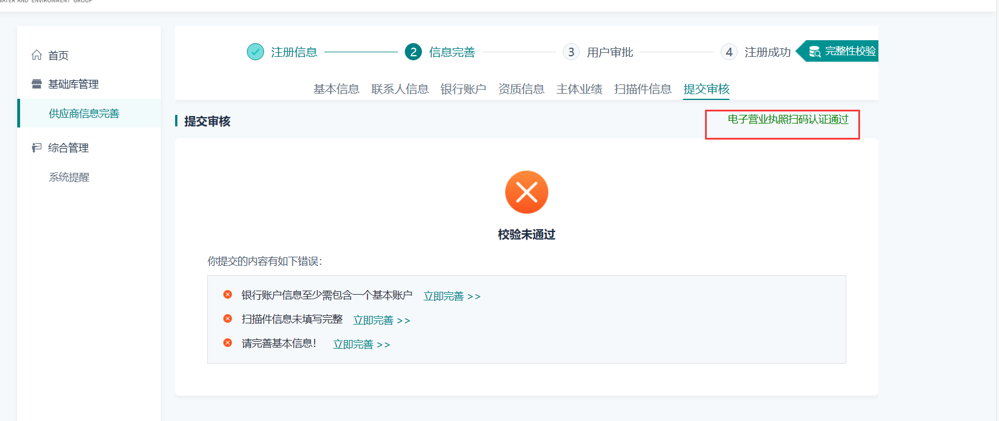 WATER AND ENVIRONMENT GROUP
首页
基础库管理
供应商信息完善
综合管理
系统提醒
注册信息
2 信息完善
3 用户审批
4 注册成功
完整性校验
基本信息 联系人信息 银行账户 资质信息 主体业绩 扫描件信息 提交审核
提交审核
电子营业执照扫码认证通过
校验未通过
你提交的内容有如下错误：
银行账户信息至少需包含一个基本账户 立即完善 >>
扫描件信息未填写完整 立即完善 >>
请完善基本信息！ 立即完善 >>